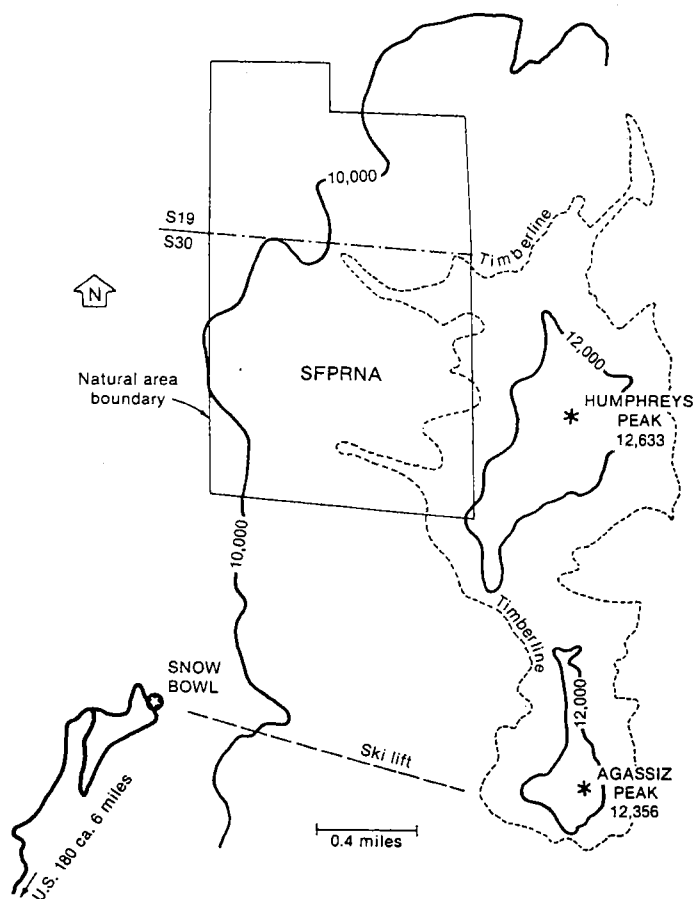 10,000
S19
S30
Timberline
N
12,000
SFPRNA
Natural area
boundary
HUMPHREYS
PEAK
12,633
10,000
Timberline
SNOW
BOWL
12,000
Ski lift
AGASSIZ
PEAK
12,356
0.4 miles
U.S. 180 ca. 6 miles